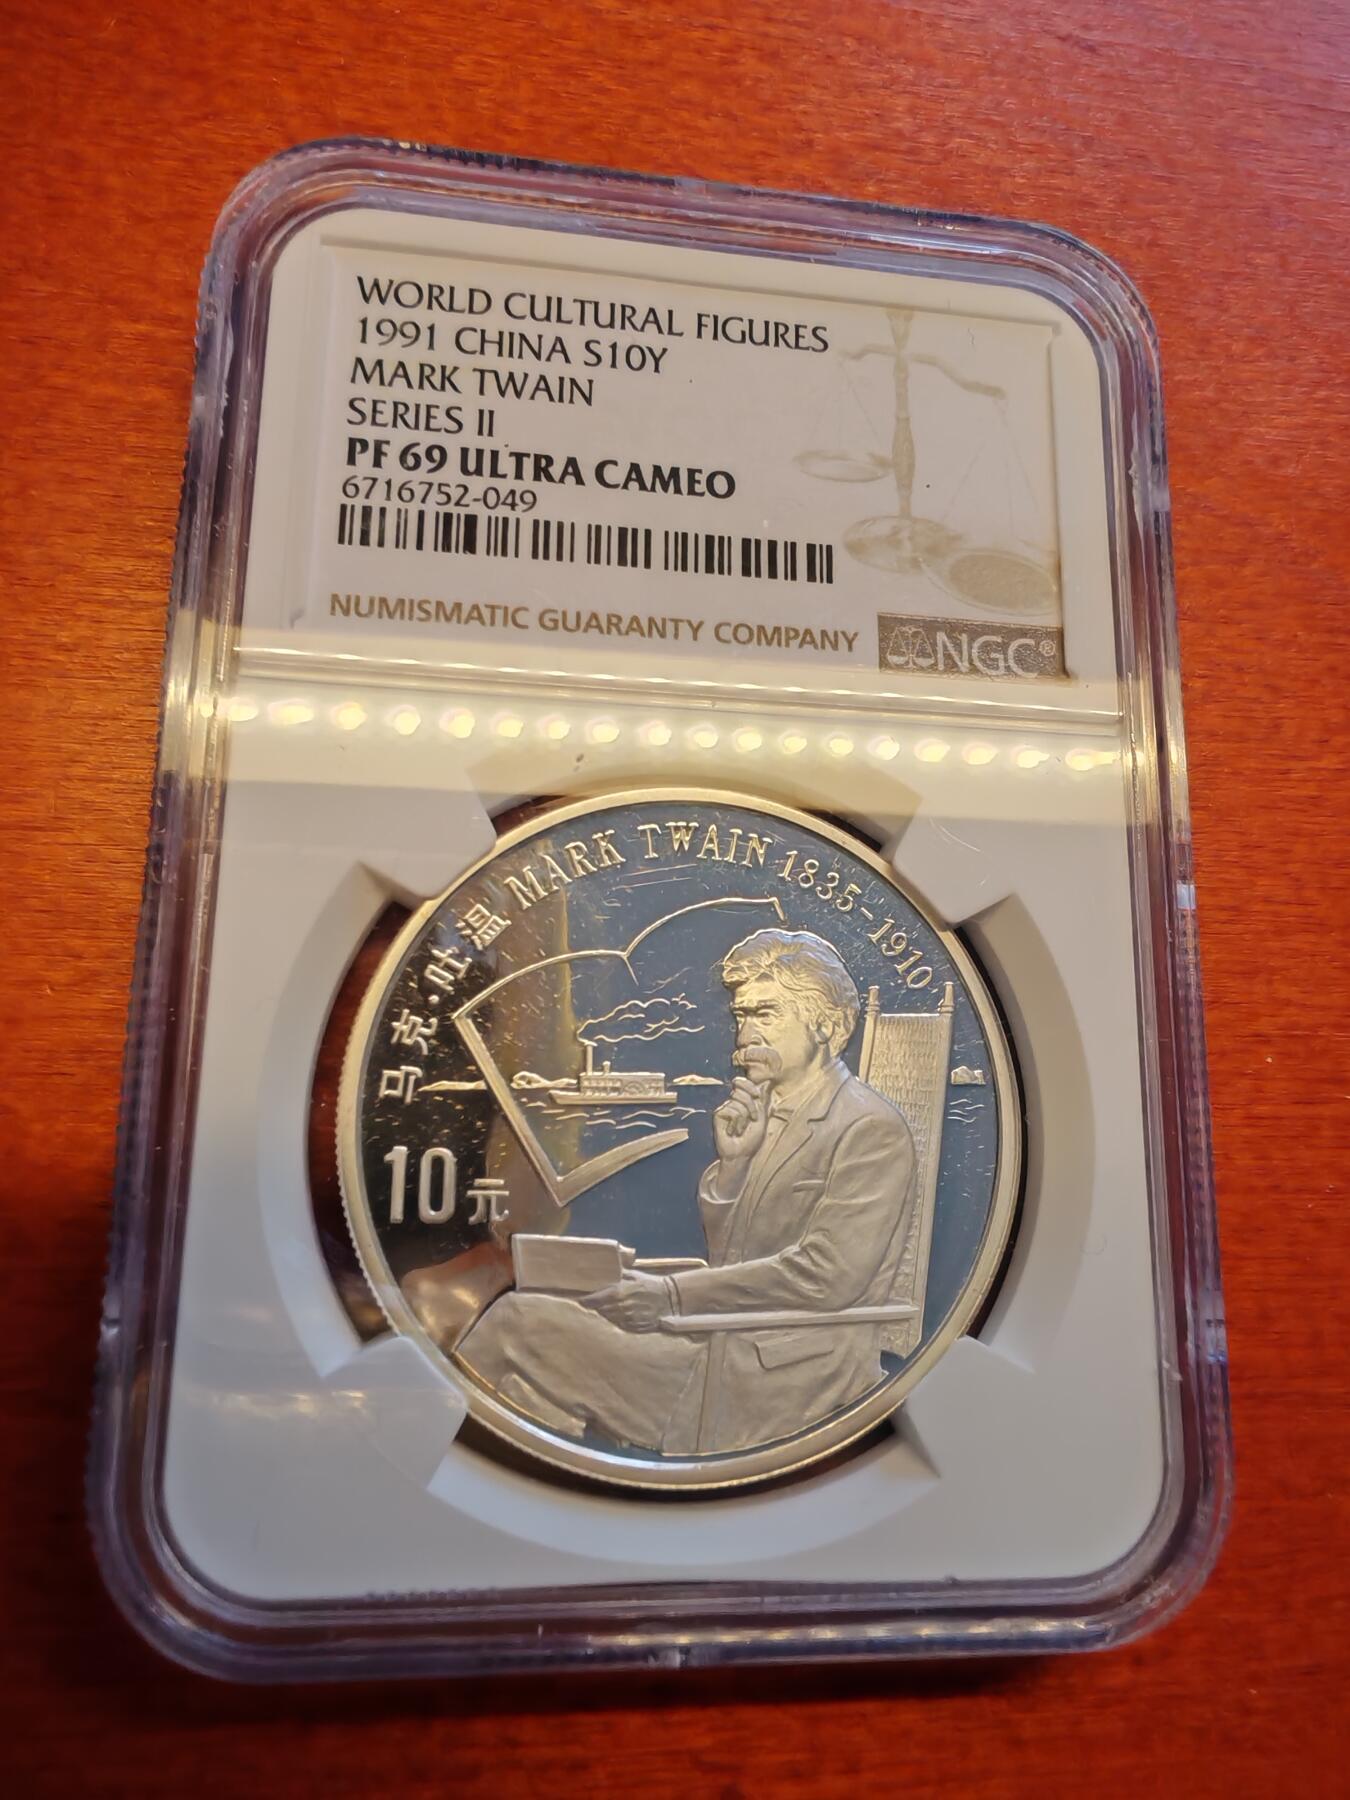 WORLD CULTURAL FIGURES
1991 CHINA S10Y
MARK TWAIN
SERIES II
PF 69 ULTRA CAMEO
6716752-049
NUMISMATIC GUARANTY COMPANY
NGC®
马克·吐温 MARK TWAIN 1835-1910
10元